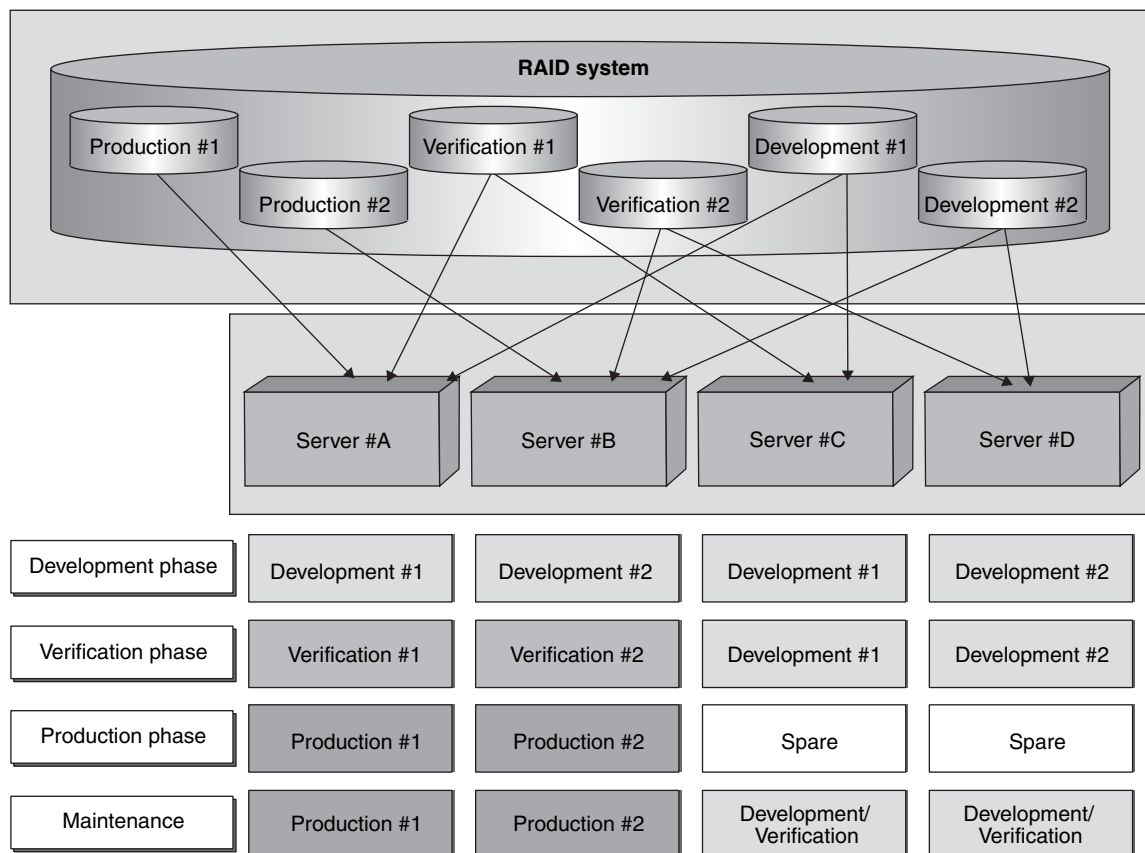 RAID system
Production #1
Verification #1
Development #1
Production #2
Verification #2
Development #2
Server #A
Server #B
Server #C
Server #D
Development phase
Development #1
Development #2
Development #1
Development #2
Verification phase
Verification #1
Verification #2
Development #1
Development #2
Production phase
Production #1
Production #2
Spare
Spare
Maintenance
Production #1
Production #2
Development/
Verification
Development/
Verification